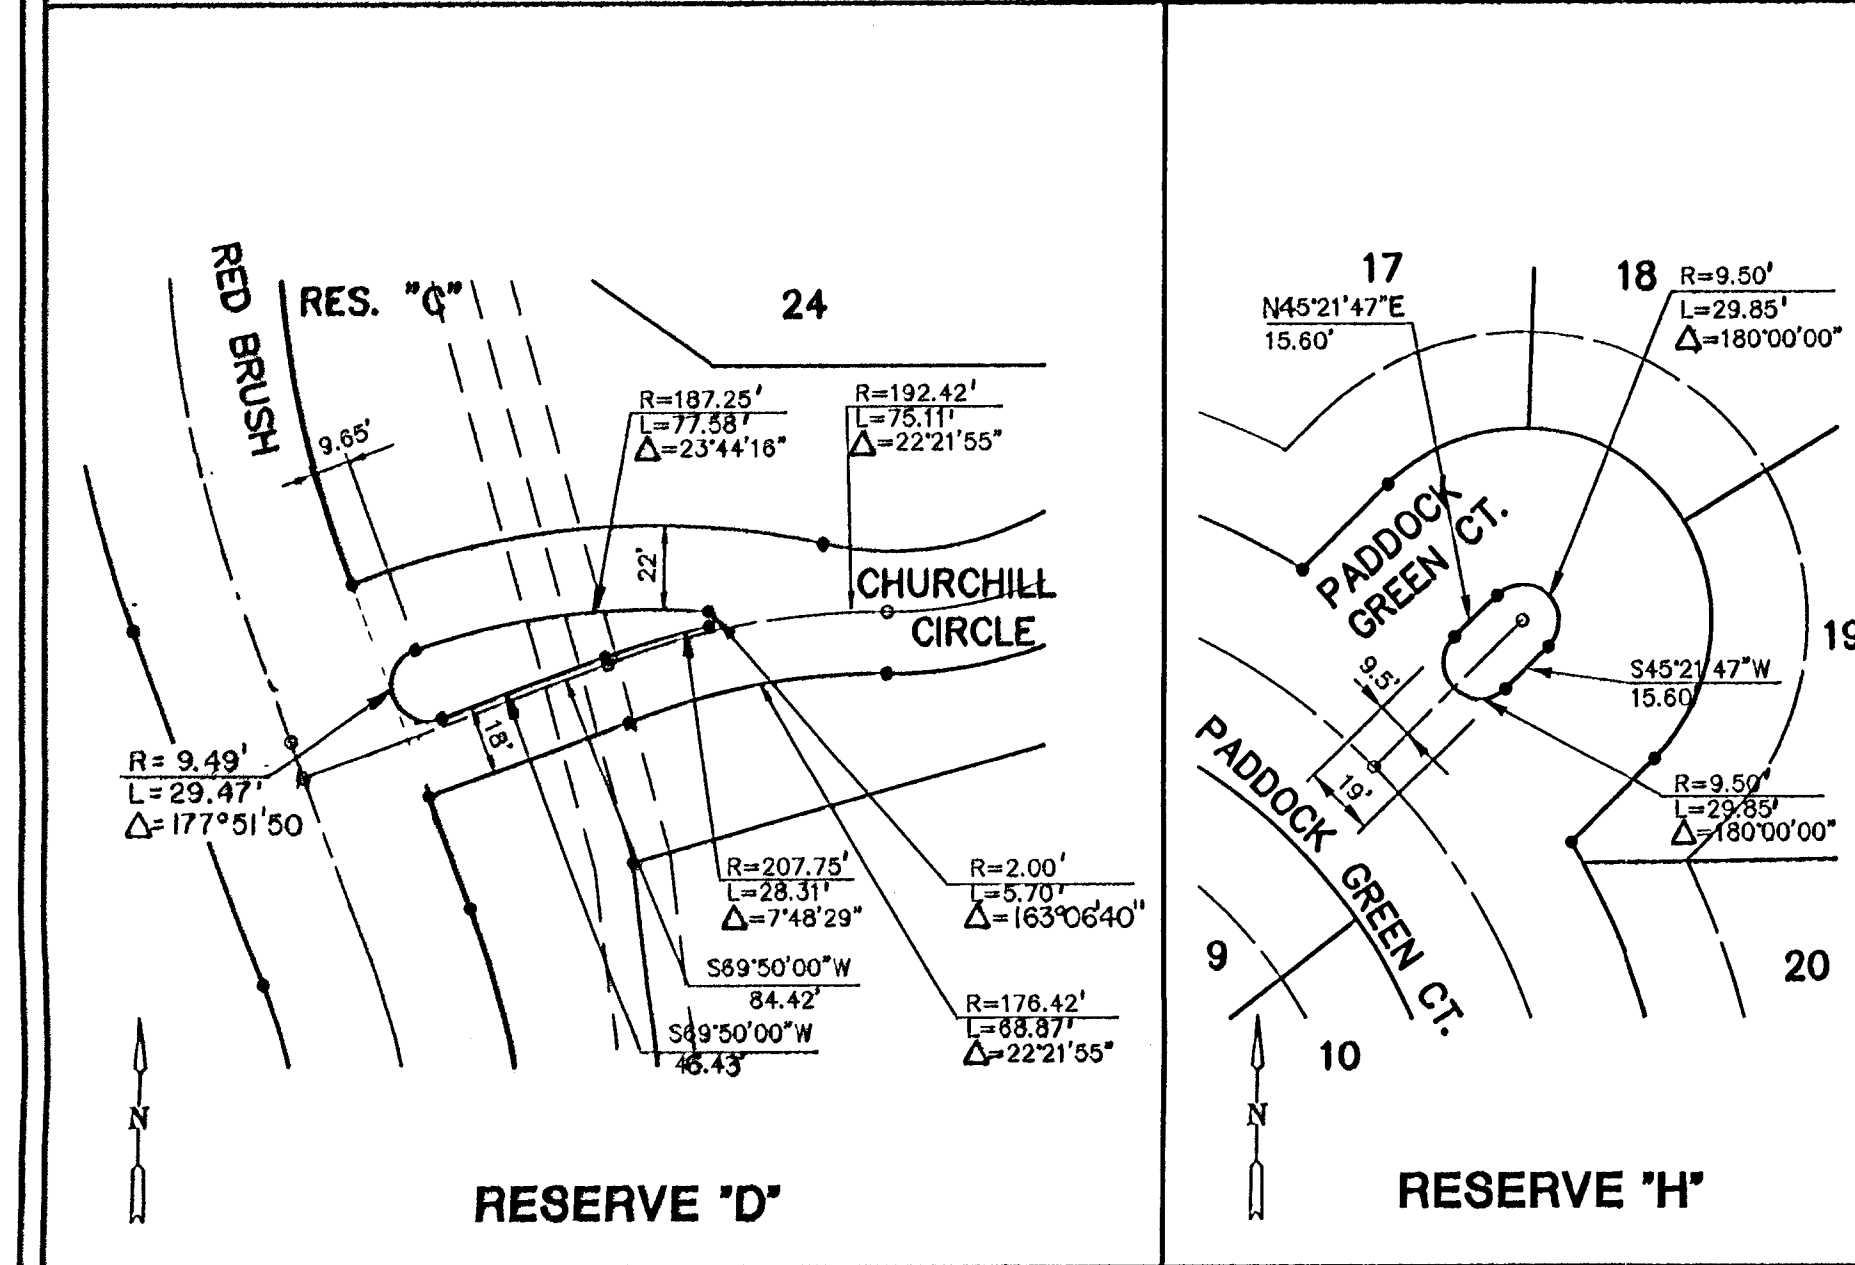 RED BRUSH
RES. "C"
24
9.65'
R=187.25'
L=77.58'
Δ=23°44'16"
R=192.42'
L=75.11'
Δ=22°21'55"
22'
CHURCHILL
CIRCLE
18'
R= 9.49'
L=29.47'
Δ=177°51'50
R=207.75'
L=28.31'
Δ=7°48'29"
R=2.00'
L=5.70'
Δ=163°06'40"
S69°50'00"W
84.42'
S69°50'00"W
46.43'
R=176.42'
L=68.87'
Δ=22°21'55"
N
RESERVE "D"
17
18
N45°21'47"E
15.60'
R=9.50'
L=29.85'
Δ=180°00'00"
PADDOCK
GREEN CT.
19
S45°21'47"W
15.60'
9.5'
19'
PADDOCK GREEN CT.
R=9.50'
L=29.85'
Δ=180°00'00"
9
10
20
N
RESERVE "H"